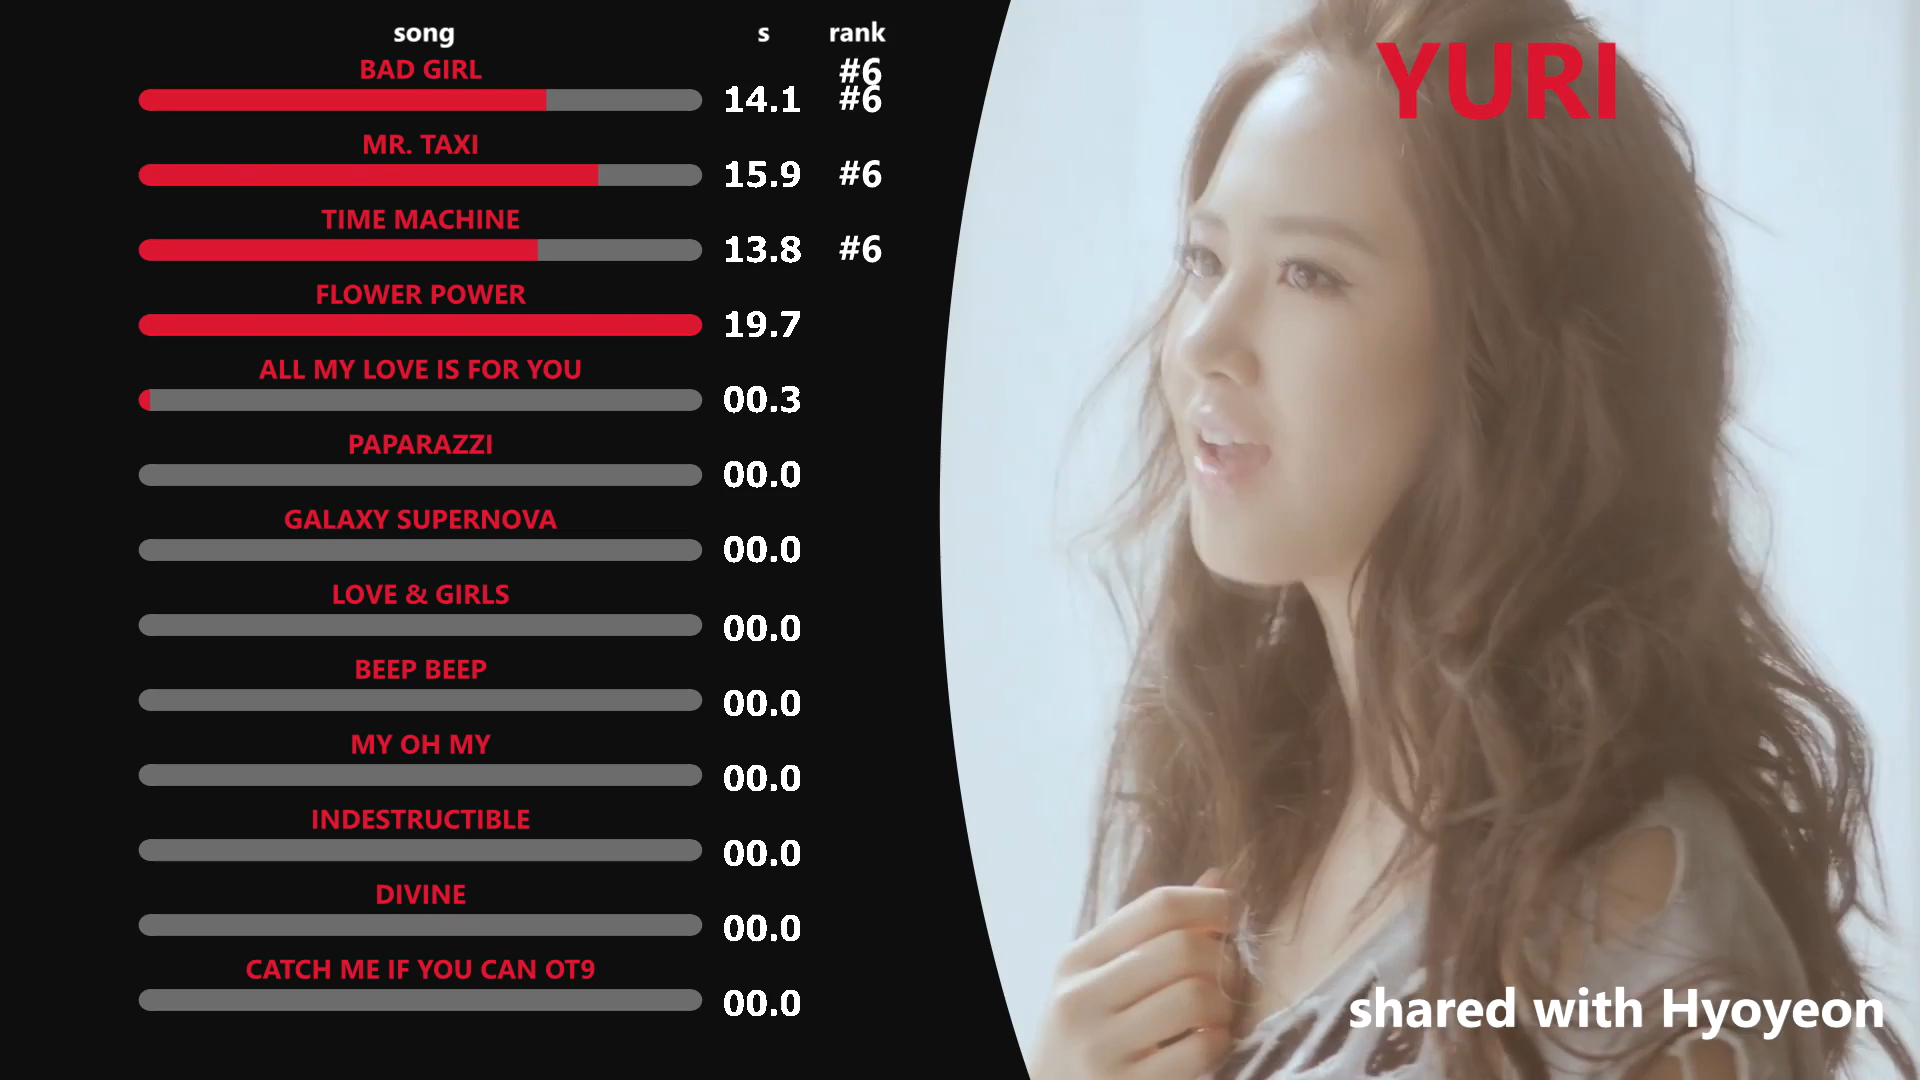 song s rank
BAD GIRL #6
14.1 #6
MR. TAXI
15.9 #6
TIME MACHINE
13.8 #6
FLOWER POWER
19.7
ALL MY LOVE IS FOR YOU
00.3
PAPARAZZI
00.0
GALAXY SUPERNOVA
00.0
LOVE & GIRLS
00.0
BEEP BEEP
00.0
MY OH MY
00.0
INDESTRUCTIBLE
00.0
DIVINE
00.0
CATCH ME IF YOU CAN OT9
00.0
YURI
shared with Hyoyeon